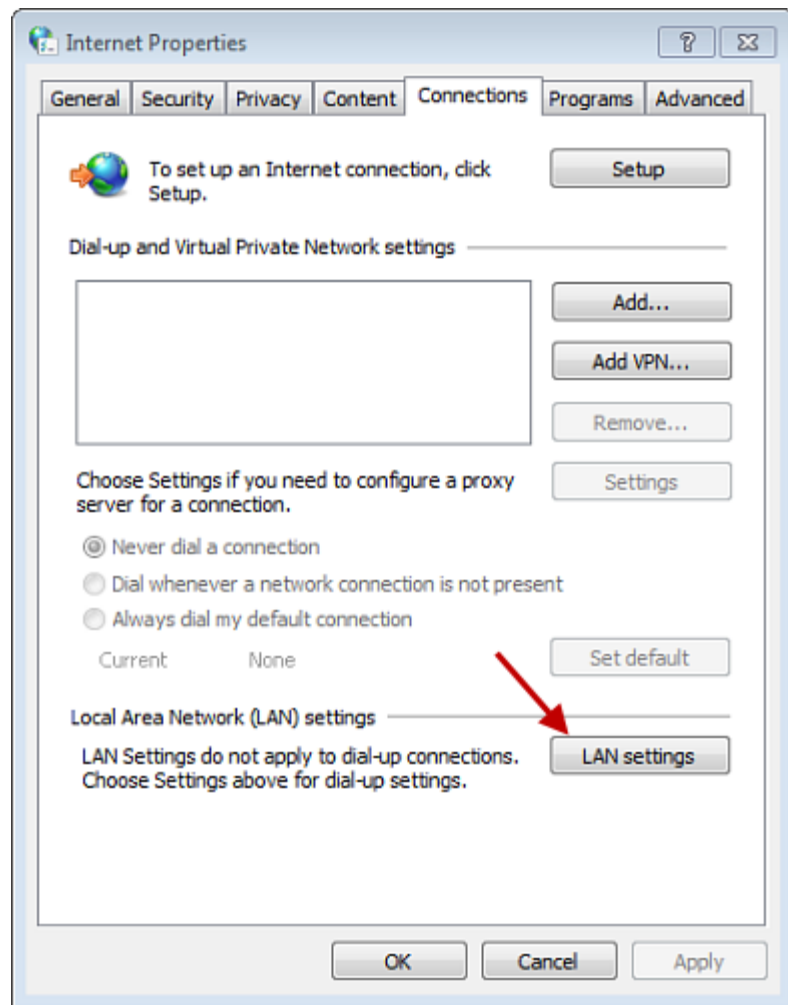 Internet Properties
General Security Privacy Content Connections Programs Advanced
To set up an Internet connection, click
Setup.
Setup
Dial-up and Virtual Private Network settings
Add...
Add VPN...
Remove...
Choose Settings if you need to configure a proxy
server for a connection.
Settings
Never dial a connection
Dial whenever a network connection is not present
Always dial my default connection
Current None
Set default
Local Area Network (LAN) settings
LAN Settings do not apply to dial-up connections.
Choose Settings above for dial-up settings.
LAN settings
OK Cancel Apply